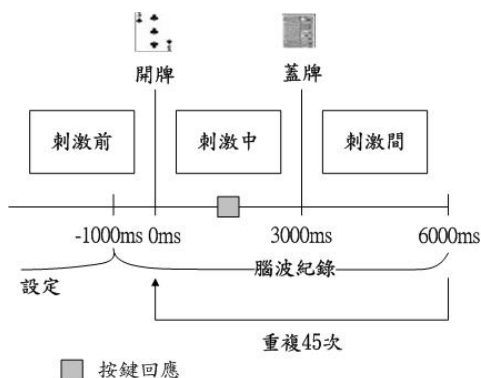 開牌
蓋牌
刺激前
刺激中
刺激間
-1000ms 0ms 3000ms 6000ms
設定
腦波紀錄
重複45次
按鍵回應